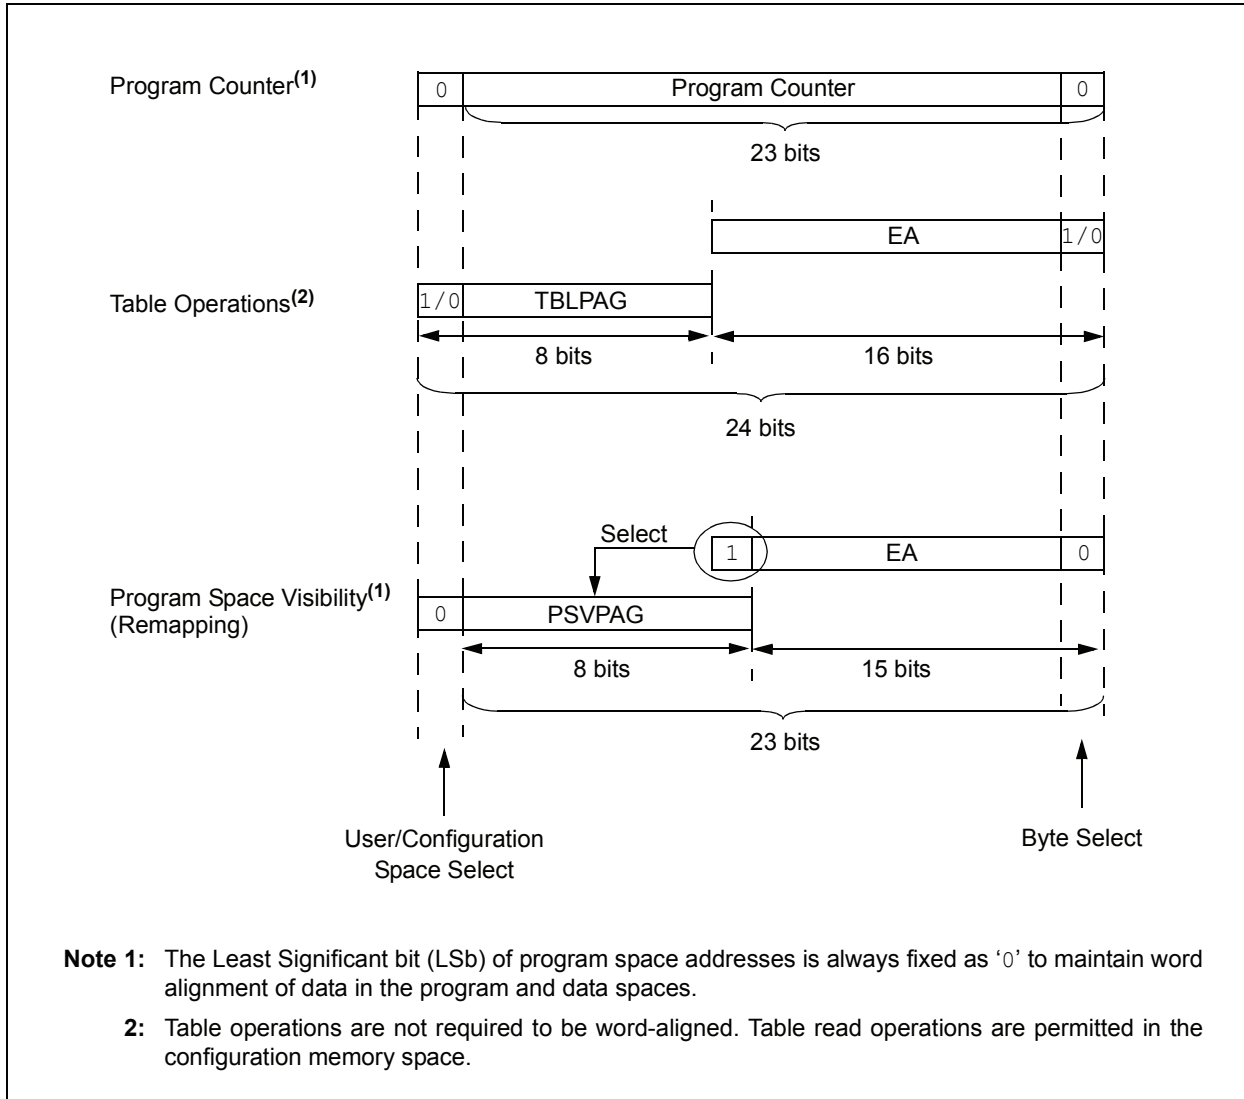 Program Counter(1)
0 Program Counter 0
23 bits
EA 1/0
Table Operations(2)
1/0 TBLPAG
8 bits 16 bits
24 bits
Select
1 EA 0
Program Space Visibility(1)
(Remapping)
0 PSVPAG
8 bits 15 bits
23 bits
User/Configuration
Space Select
Byte Select
Note 1: The Least Significant bit (LSb) of program space addresses is always fixed as ‘0’ to maintain word
alignment of data in the program and data spaces.
2: Table operations are not required to be word-aligned. Table read operations are permitted in the
configuration memory space.